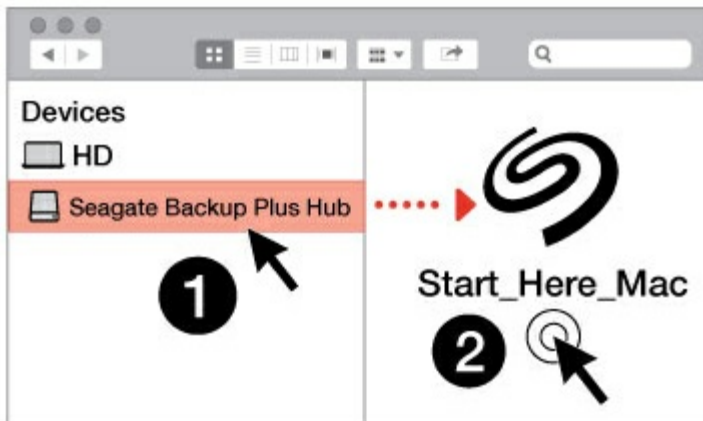 Devices
HD
Seagate Backup Plus Hub
1
Start_Here_Mac
2